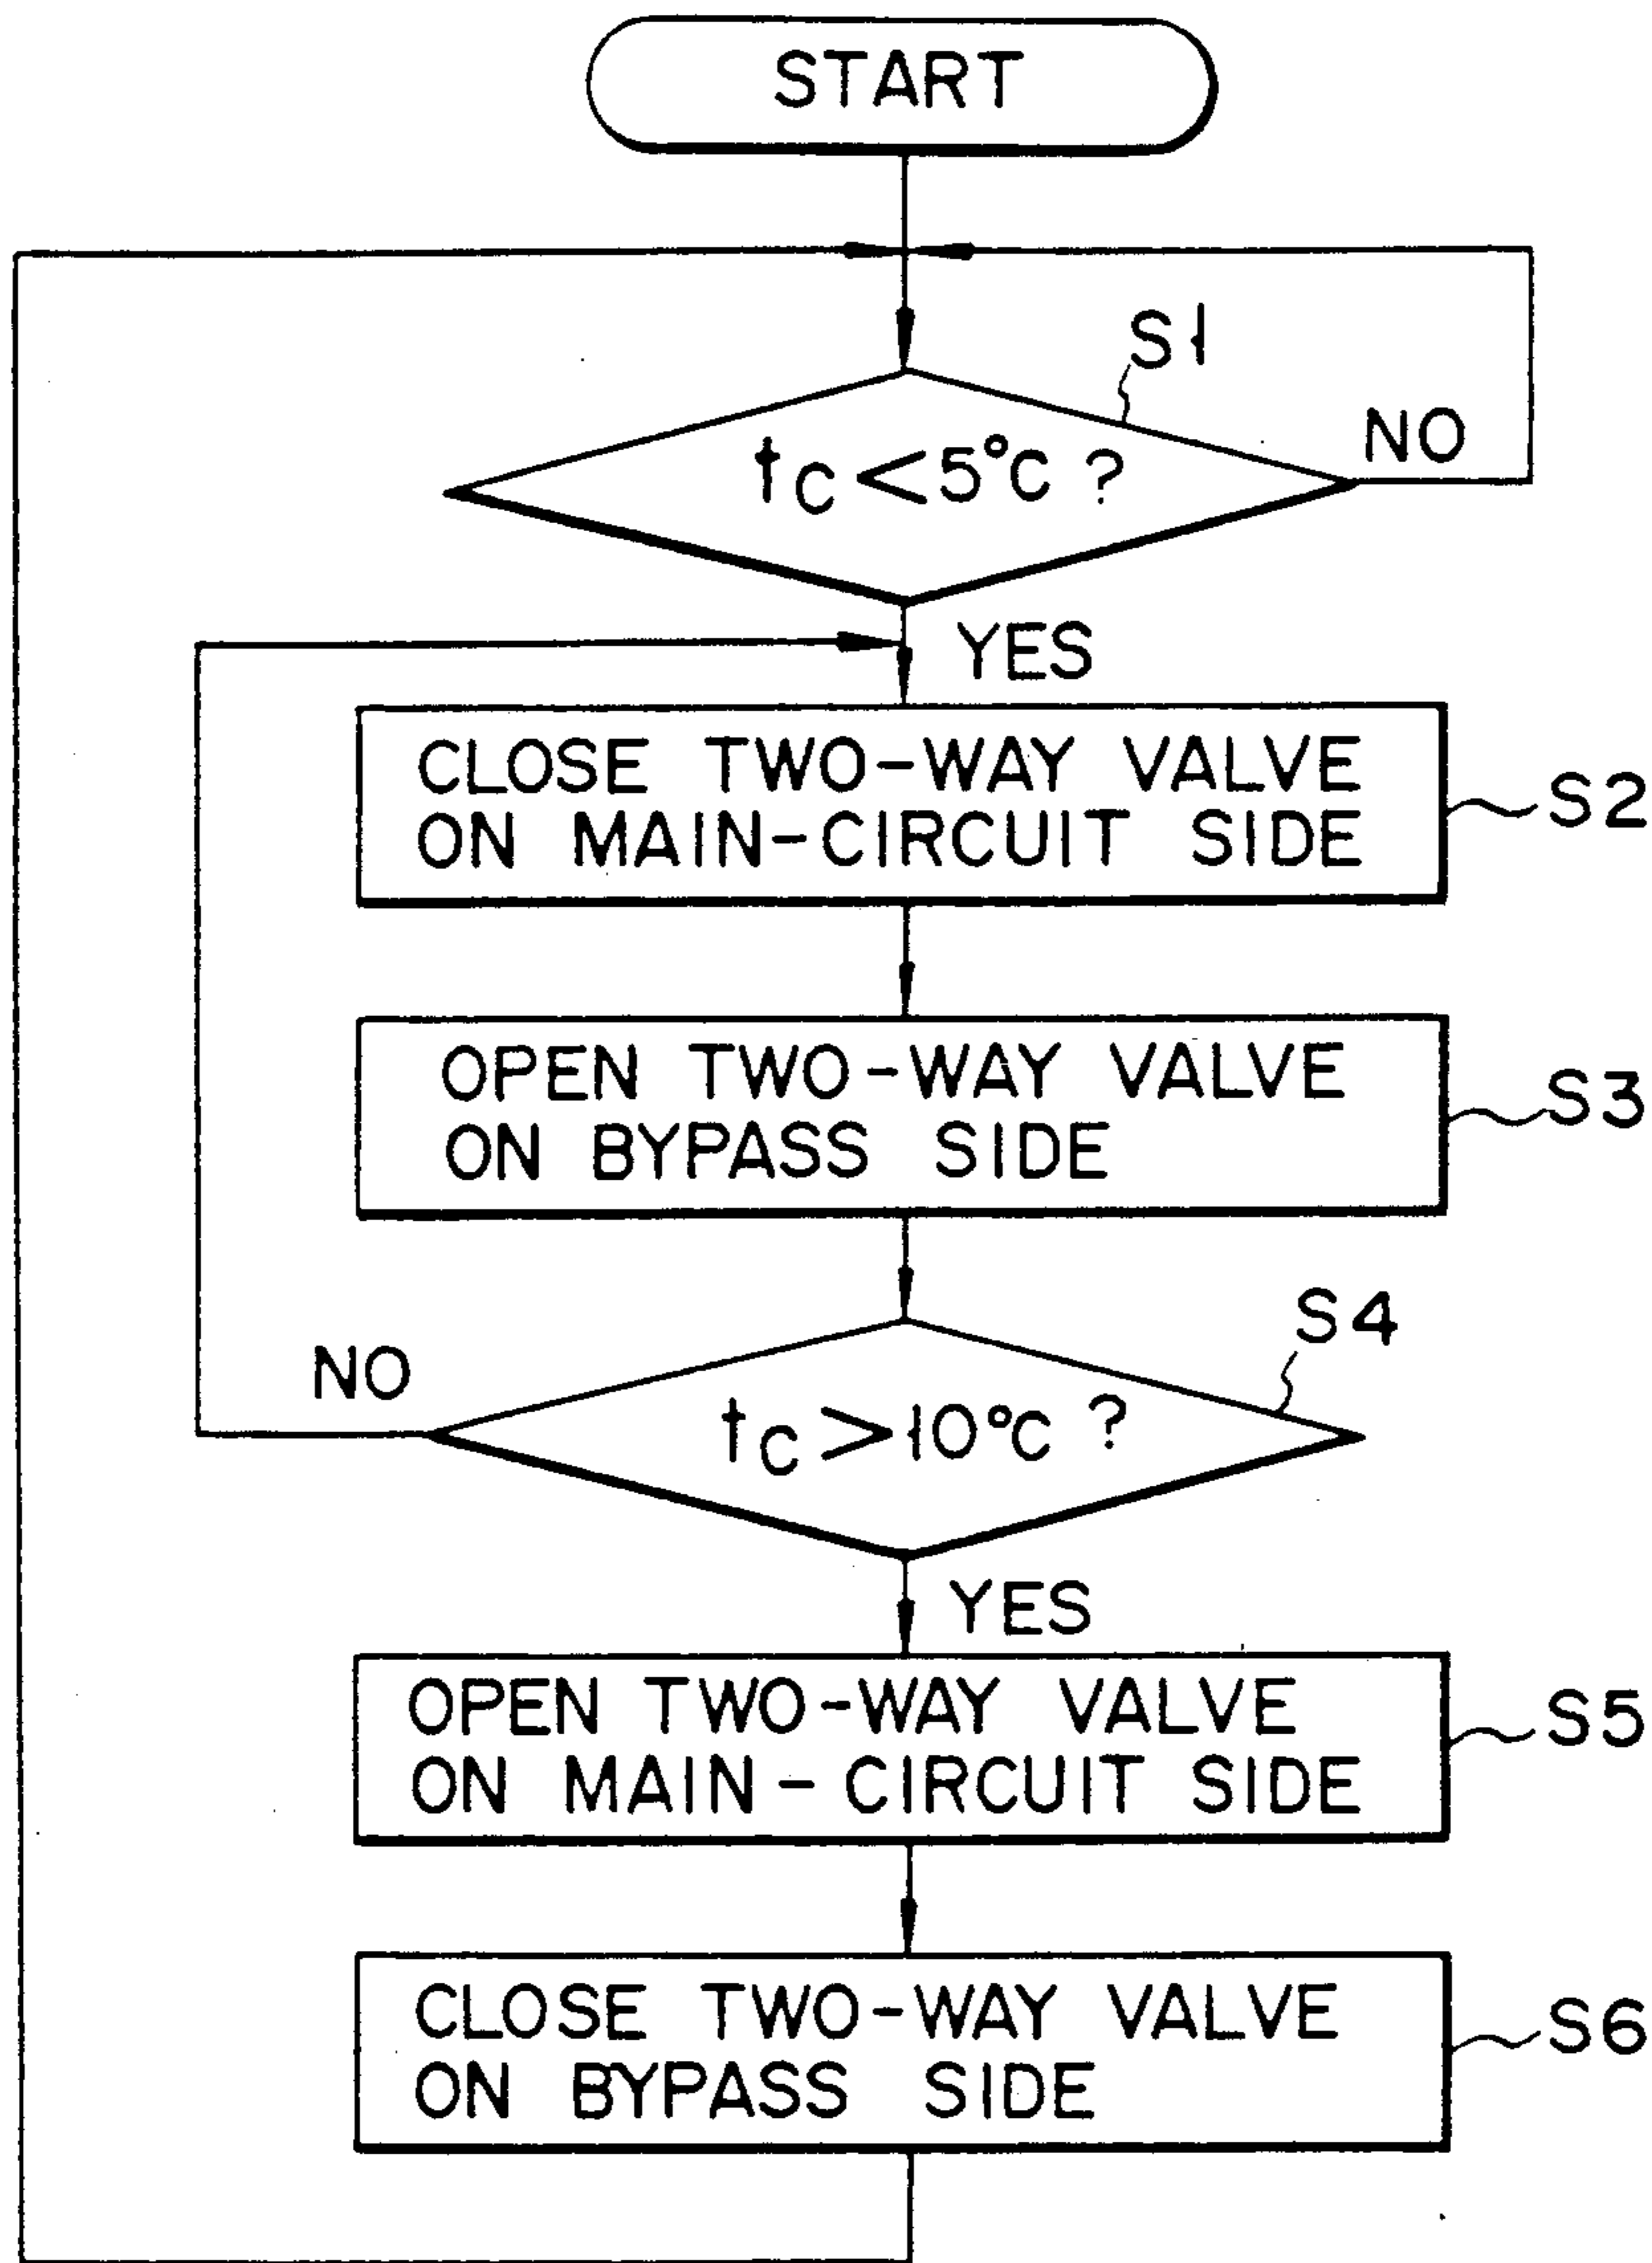 START
S1
tc<5°C ?
NO
YES
CLOSE TWO-WAY VALVE
ON MAIN-CIRCUIT SIDE
S2
OPEN TWO-WAY VALVE
ON BYPASS SIDE
S3
S4
NO
tc>10°C ?
YES
OPEN TWO-WAY VALVE
ON MAIN-CIRCUIT SIDE
S5
CLOSE TWO-WAY VALVE
ON BYPASS SIDE
S6